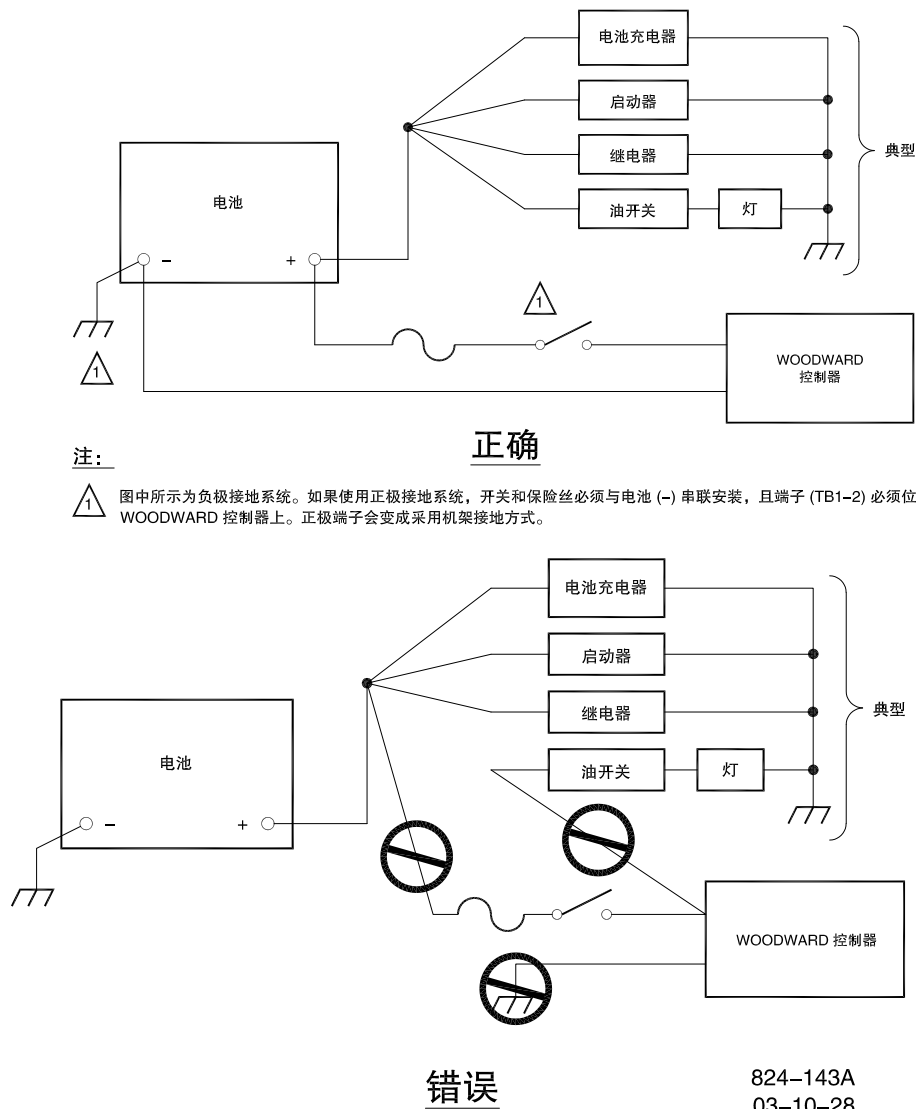 电池充电器
启动器
继电器
油开关
灯
典型
电池
−
+
1
1
WOODWARD
控制器
正确
注：
1
图中所示为负极接地系统。如果使用正极接地系统，开关和保险丝必须与电池 (−) 串联安装，且端子 (TB1−2) 必须位
WOODWARD 控制器上。正极端子会变成采用机架接地方式。
电池充电器
启动器
继电器
油开关
灯
典型
电池
−
+
WOODWARD 控制器
错误
824−143A
03−10−28